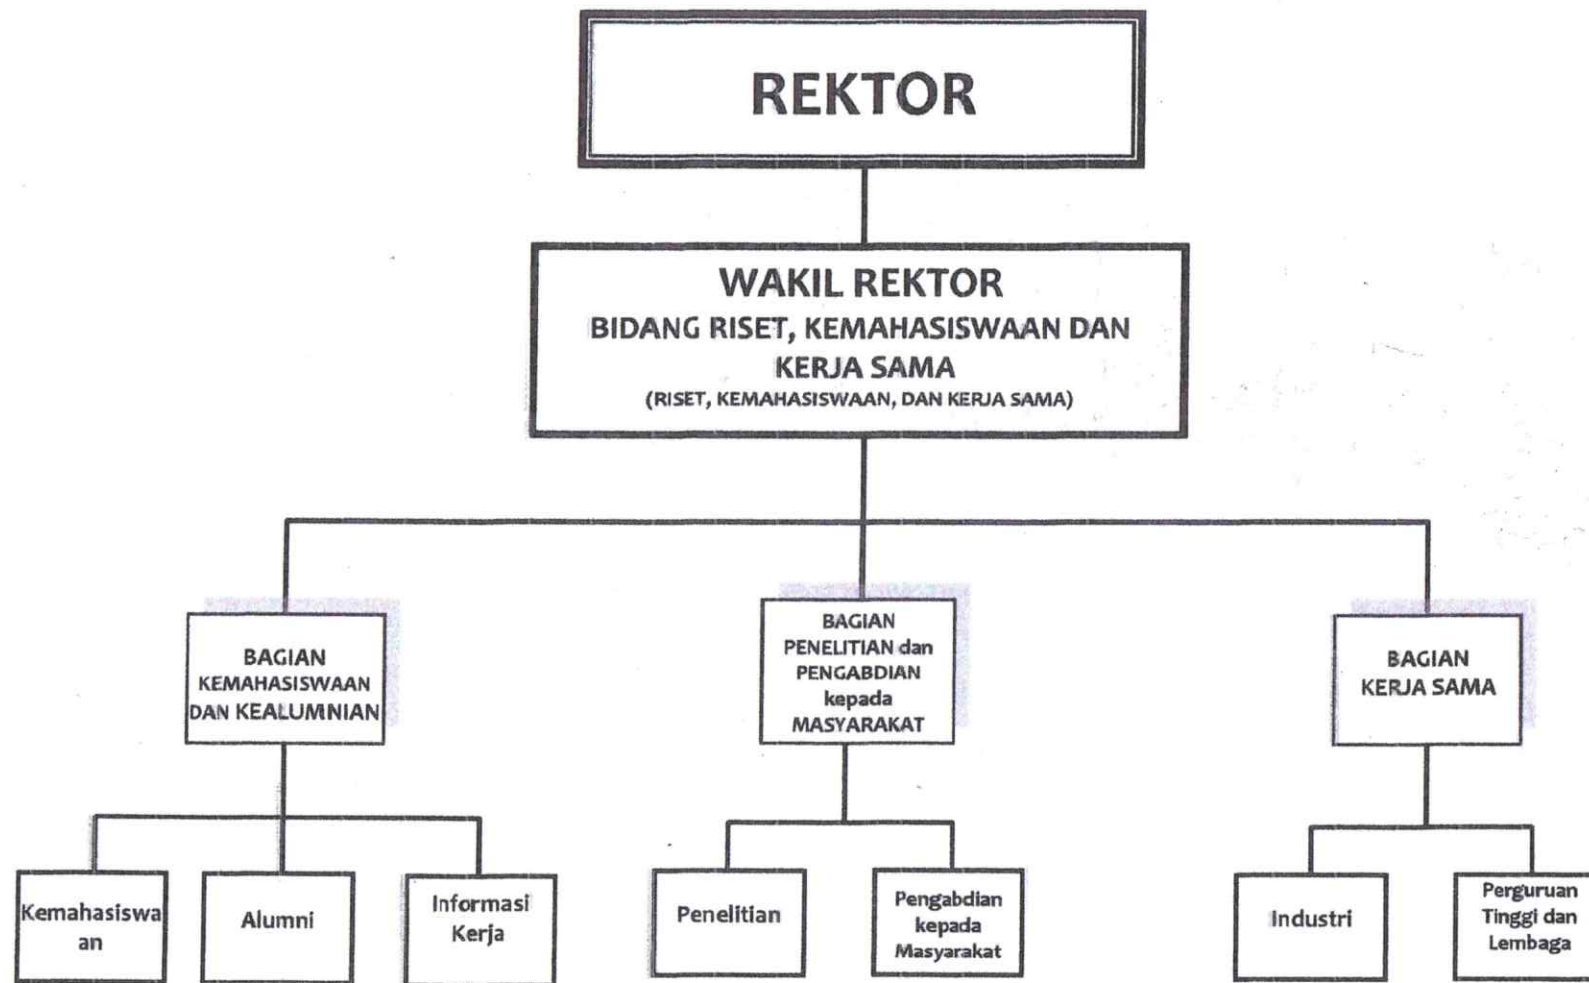 REKTOR
WAKIL REKTOR
BIDANG RISET, KEMAHASISWAAN DAN
KERJA SAMA
(RISET, KEMAHASISWAAN, DAN KERJA SAMA)
BAGIAN
KEMAHASISWAAN
DAN KEALUMNIAN
BAGIAN
PENELITIAN dan
PENGABDIAN
kepada
MASYARAKAT
BAGIAN
KERJA SAMA
Kemahasiswa
an
Alumni
Informasi
Kerja
Penelitian
Pengabdian
kepada
Masyarakat
Industri
Perguruan
Tinggi dan
Lembaga